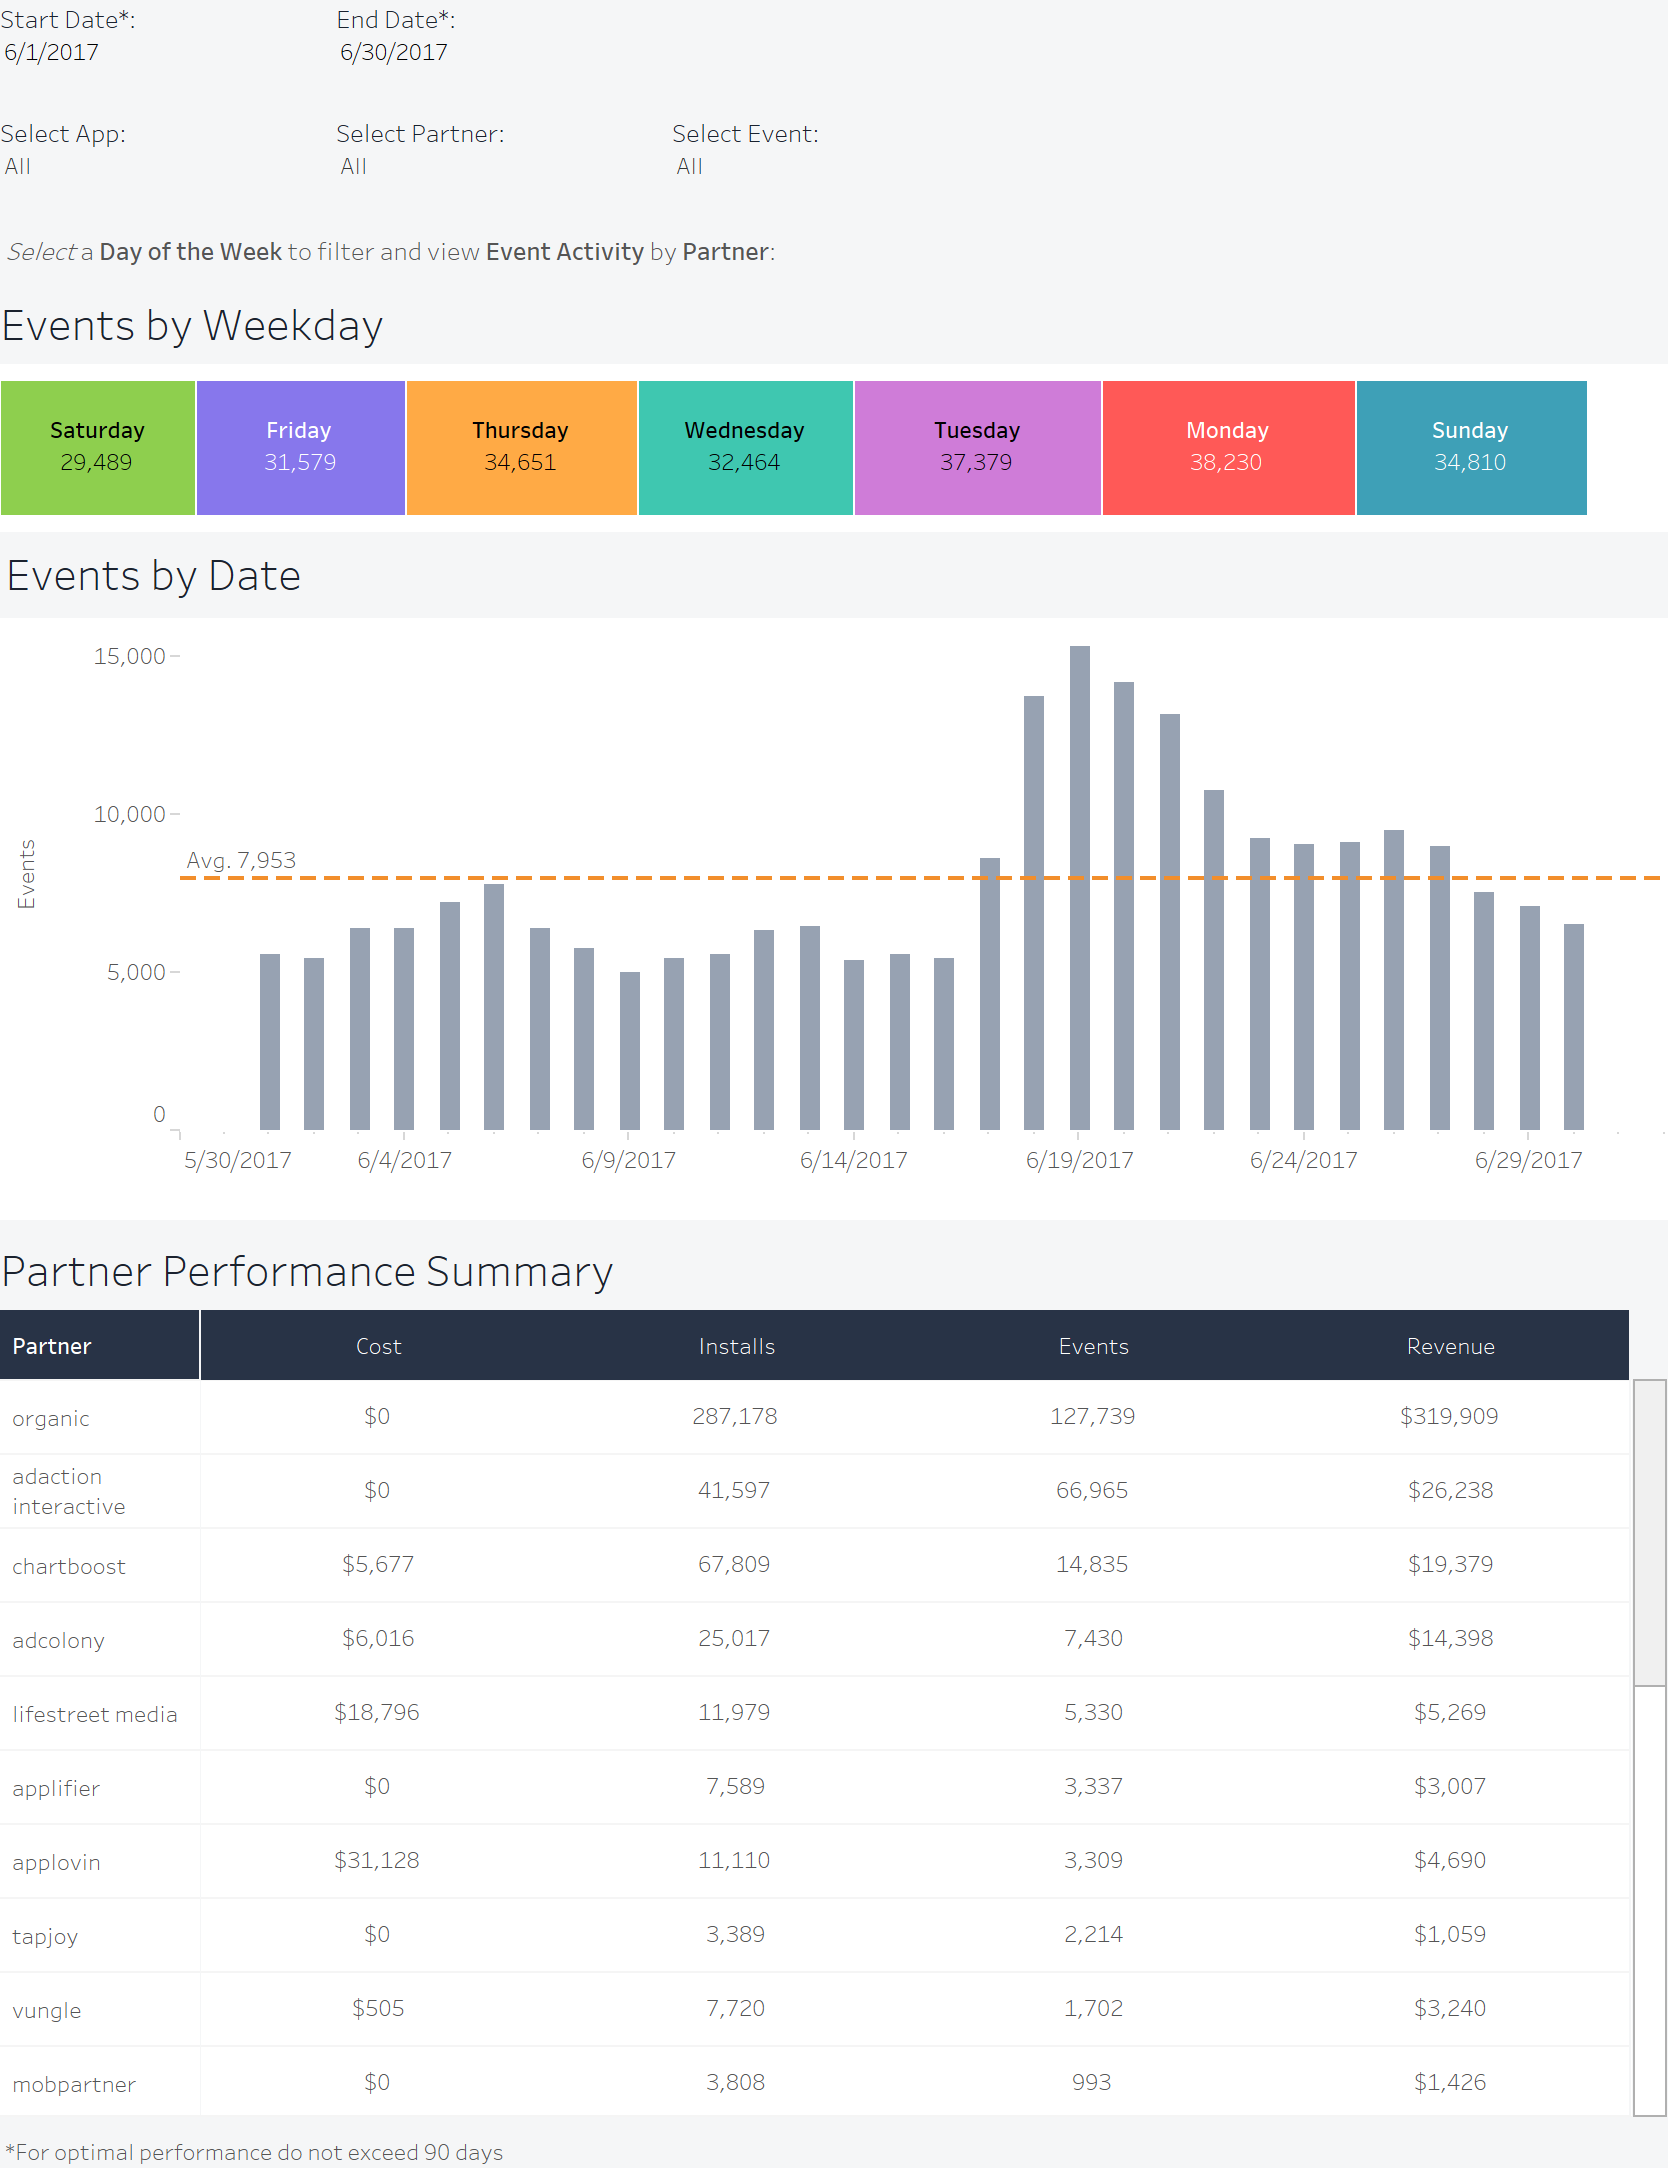 Start Date*: End Date*:
6/1/2017 6/30/2017
Select App: Select Partner: Select Event:
All All All
Select a Day of the Week to filter and view Event Activity by Partner:
Events by Weekday
Saturday Friday Thursday Wednesday Tuesday Monday Sunday
29,489 31,579 34,651 32,464 37,379 38,230 34,810
Events by Date
15,000
10,000
Avg. 7,953
Events
5,000
0
5/30/2017 6/4/2017 6/9/2017 6/14/2017 6/19/2017 6/24/2017 6/29/2017
Partner Performance Summary
Partner Cost Installs Events Revenue
organic $0 287,178 127,739 $319,909
adaction
interactive $0 41,597 66,965 $26,238
chartboost $5,677 67,809 14,835 $19,379
adcolony $6,016 25,017 7,430 $14,398
lifestreet media $18,796 11,979 5,330 $5,269
applifier $0 7,589 3,337 $3,007
applovin $31,128 11,110 3,309 $4,690
tapjoy $0 3,389 2,214 $1,059
vungle $505 7,720 1,702 $3,240
mobpartner $0 3,808 993 $1,426
*For optimal performance do not exceed 90 days